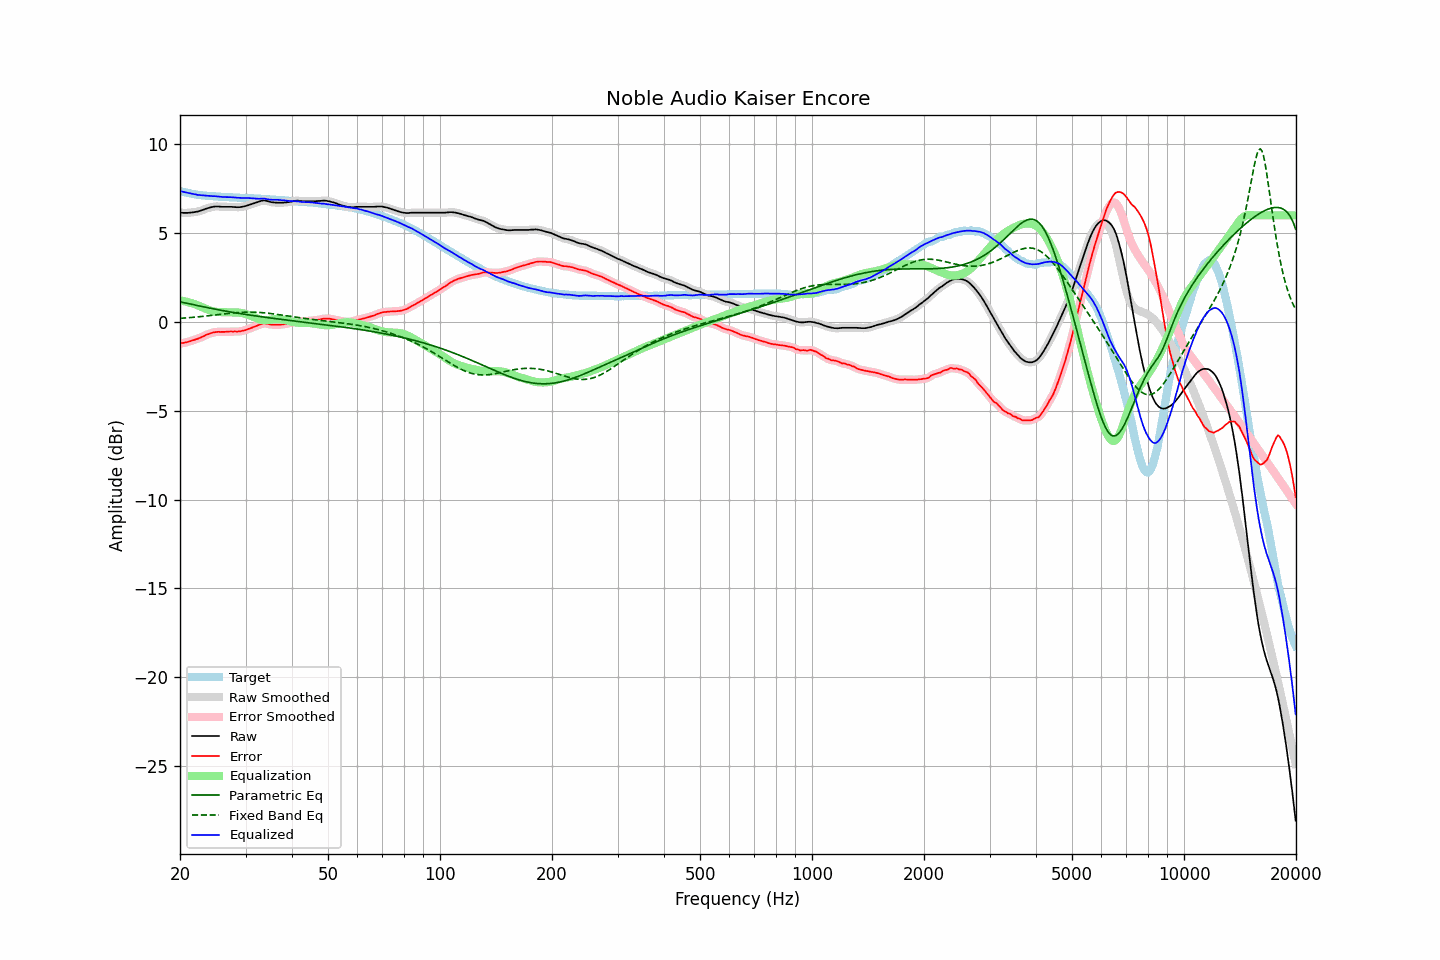 Noble Audio Kaiser Encore
10
5
0
−5
−10
−15
−20
−25
Amplitude (dBr)
Target
Raw Smoothed
Error Smoothed
Raw
Error
Equalization
Parametric Eq
Fixed Band Eq
Equalized
20 50 100 200 500 1000 2000 5000 10000 20000
Frequency (Hz)